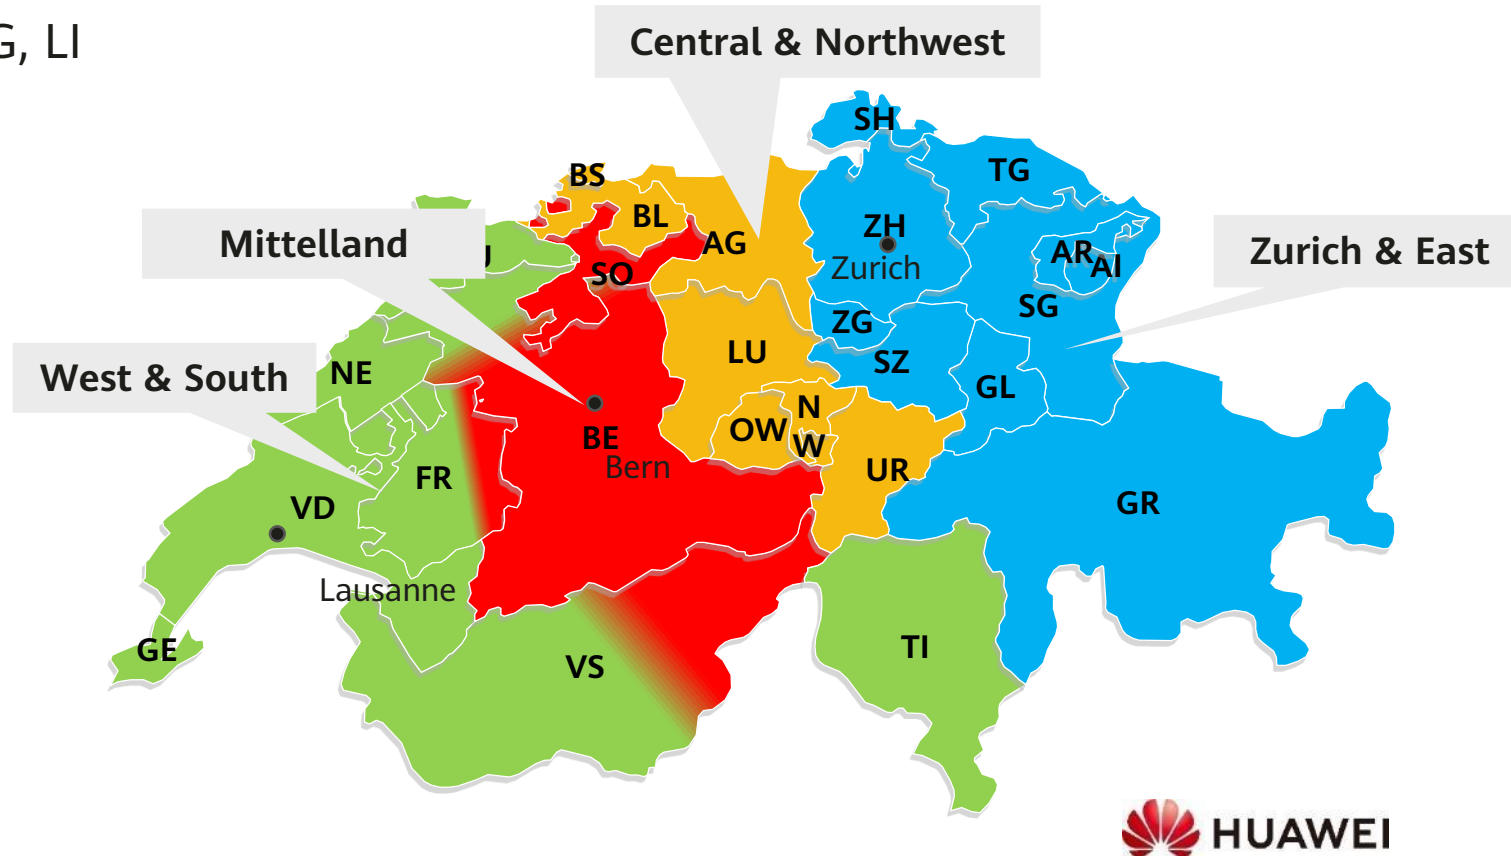 G, LI
Central & Northwest
SH
TG
BS
BL
ZH
Mittelland
AG
AR
AI
Zurich & East
SO
Zurich
SG
ZG
LU
SZ
NE
West & South
GL
N
W
OW
BE
Bern
UR
FR
VD
GR
Lausanne
GE
VS
TI
HUAWEI